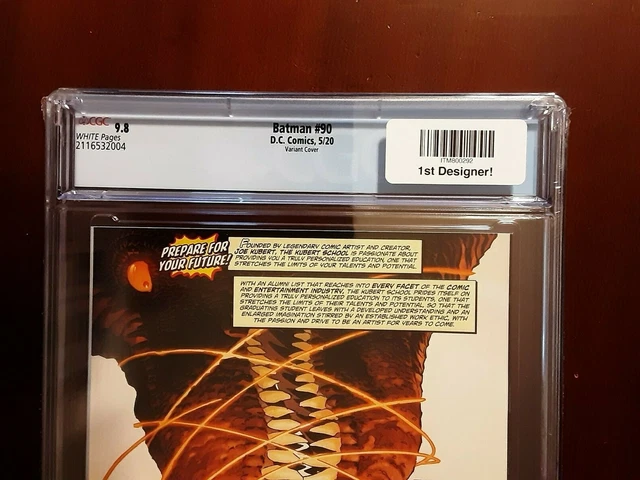 CGC 9.8
WHITE Pages
2116532004
Batman #90
D.C. Comics, 5/20
Variant Cover
ITM800292
1st Designer!
PREPARE FOR
YOUR FUTURE!
FOUNDED BY LEGENDARY COMIC ARTIST AND CREATOR,
JOE KUBERT, THE KUBERT SCHOOL IS PASSIONATE ABOUT
PROVIDING YOU A TRULY PERSONALIZED EDUCATION, ONE THAT
STRETCHES THE LIMITS OF YOUR TALENTS AND POTENTIAL.
WITH AN ALUMNI LIST THAT REACHES INTO EVERY FACET OF THE COMIC
AND ENTERTAINMENT INDUSTRY, THE KUBERT SCHOOL PRIDES ITSELF ON
PROVIDING A TRULY PERSONALIZED EDUCATION TO ITS STUDENTS, ONE THAT
STRETCHES THE LIMITS OF THEIR TALENTS AND POTENTIAL, SO THAT THE
GRADUATING STUDENT LEAVES WITH A DEVELOPED UNDERSTANDING AND AN
ENLARGED IMAGINATION STIRRED BY AN ESTABLISHED WORK ETHIC, WITH
THE PASSION AND DRIVE TO BE AN ARTIST FOR YEARS TO COME.